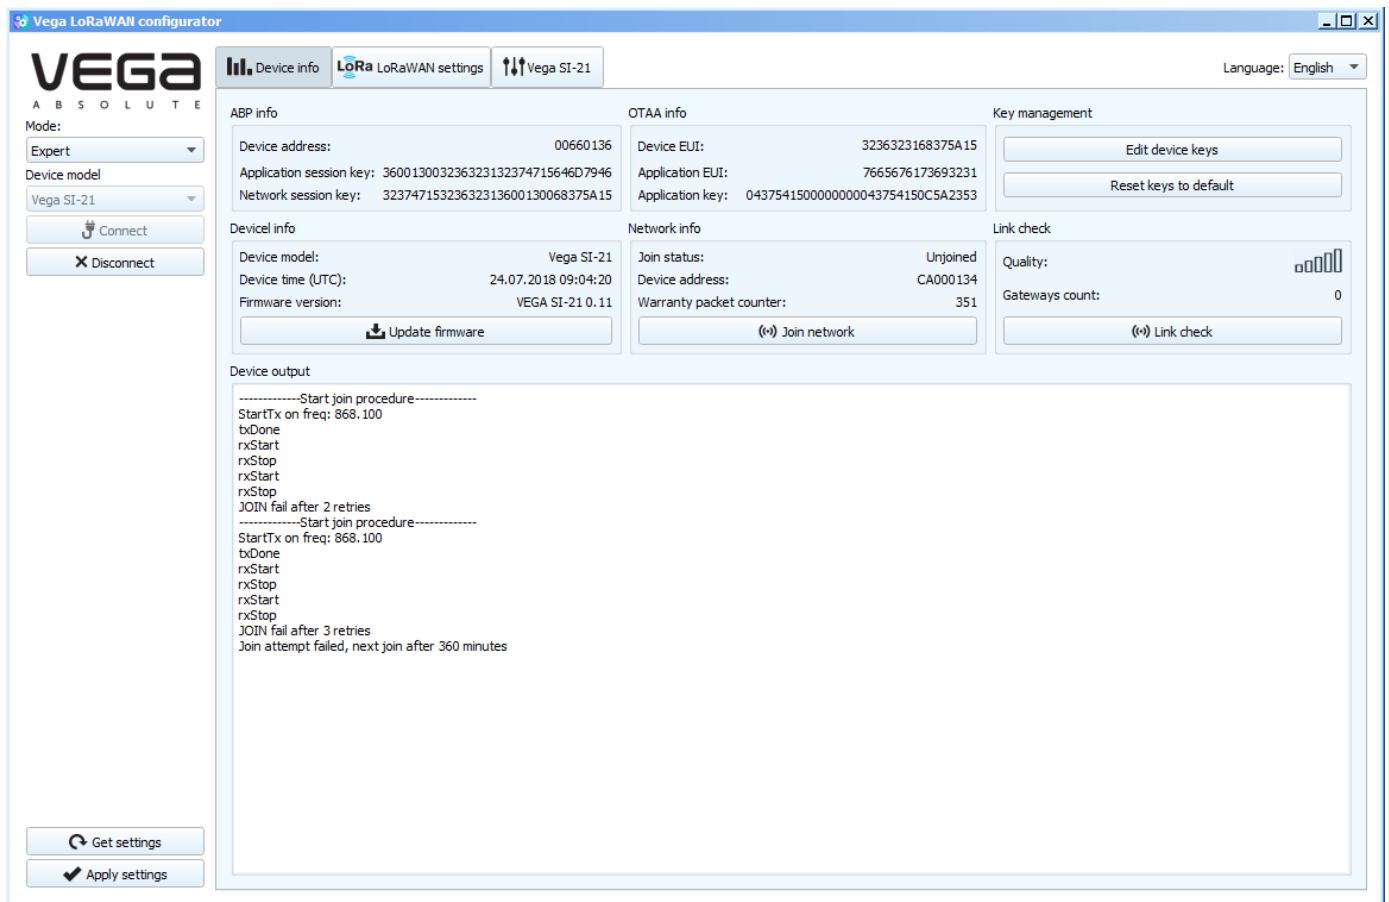 Vega LoRaWAN configurator
VEGA
ABSOLUTE
Mode:
Expert
Device model
Vega SI-21
Connect
Disconnect
Device info
LoRa LoRaWAN settings
Vega SI-21
Language: English
ABP info
Device address: 00660136
Application session key: 360013003236323132374715646D7946
Network session key: 32374715323632313600130068375A15
OTAA info
Device EUI: 3236323168375A15
Application EUI: 7665676173693231
Application key: 04375415000000000043754150C5A2353
Key management
Edit device keys
Reset keys to default
Devicel info
Device model: Vega SI-21
Device time (UTC): 24.07.2018 09:04:20
Firmware version: VEGA SI-21 0.11
Update firmware
Network info
Join status: Unjoined
Device address: CA000134
Warranty packet counter: 351
Join network
Link check
Quality:
Gateways count: 0
Link check
Device output
-------------Start join procedure-------------
StartTx on freq: 868.100
txDone
rxStart
rxStop
rxStart
rxStop
JOIN fail after 2 retries
-------------Start join procedure-------------
StartTx on freq: 868.100
txDone
rxStart
rxStop
rxStart
rxStop
JOIN fail after 3 retries
Join attempt failed, next join after 360 minutes
Get settings
Apply settings